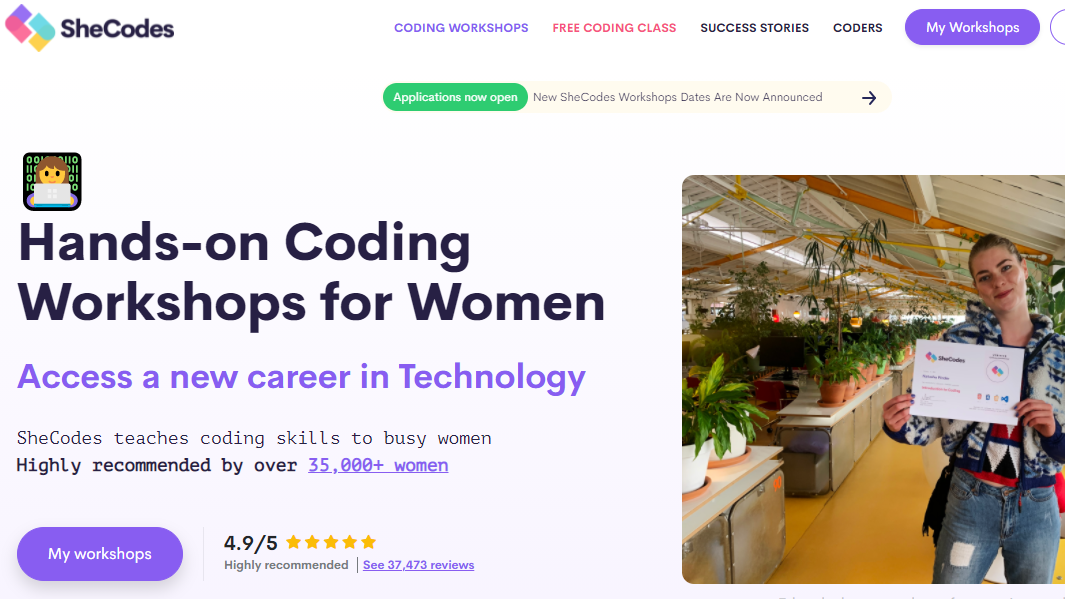 SheCodes
CODING WORKSHOPS FREE CODING CLASS SUCCESS STORIES CODERS My Workshops
Applications now open New SheCodes Workshops Dates Are Now Announced
Hands-on Coding
Workshops for Women
Access a new career in Technology
SheCodes teaches coding skills to busy women
Highly recommended by over 35,000+ women
My workshops
4.9/5
Highly recommended See 37,473 reviews
SheCodes